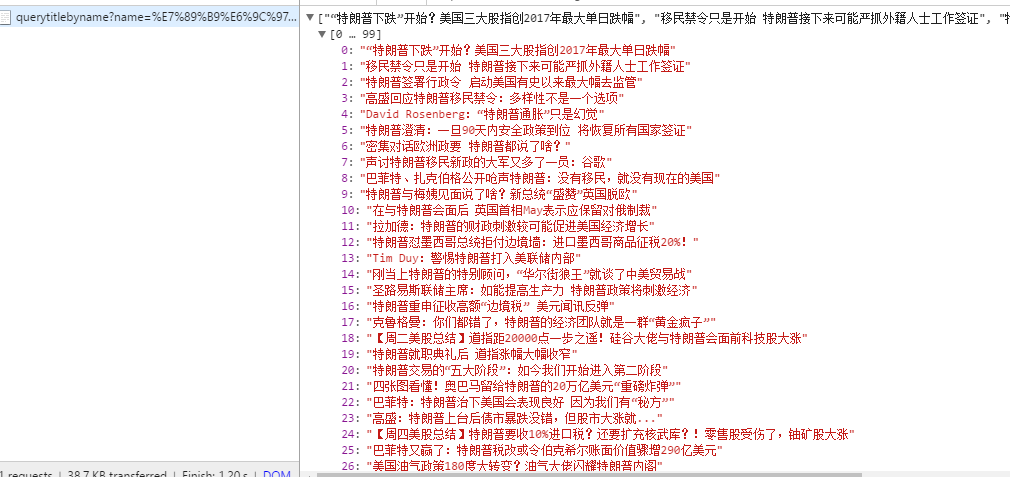 querytitlebyname?name=%E7%89%B9%E6%9C%97...
["“特朗普下跌”开始？美国三大股指创2017年最大单日跌幅", "移民禁令只是开始 特朗普接下来可能严抓外籍人士工作签证", "特
[0 … 99]
0: "“特朗普下跌”开始？美国三大股指创2017年最大单日跌幅"
1: "移民禁令只是开始 特朗普接下来可能严抓外籍人士工作签证"
2: "特朗普签署行政令 启动美国有史以来最大幅去监管"
3: "高盛回应特朗普移民禁令：多样性不是一个选项"
4: "David Rosenberg：“特朗普通胀”只是幻觉"
5: "特朗普澄清：一旦90天内安全政策到位 将恢复所有国家签证"
6: "密集对话欧洲政要 特朗普都说了啥？"
7: "声讨特朗普移民新政的大军又多了一员：谷歌"
8: "巴菲特、扎克伯格公开呛声特朗普：没有移民，就没有现在的美国"
9: "特朗普与梅姨见面说了啥？新总统“盛赞”英国脱欧"
10: "在与特朗普会面后 英国首相May表示应保留对俄制裁"
11: "拉加德：特朗普的财政刺激较可能促进美国经济增长"
12: "特朗普怼墨西哥总统拒付边境墙：进口墨西哥商品征税20%！"
13: "Tim Duy：警惕特朗普打入美联储内部"
14: "刚当上特朗普的特别顾问，“华尔街狼王”就谈了中美贸易战"
15: "圣路易斯联储主席：如能提高生产力 特朗普政策将刺激经济"
16: "特朗普重申征收高额“边境税” 美元闻讯反弹"
17: "克鲁格曼：你们都错了，特朗普的经济团队就是一群“黄金疯子”"
18: "【周二美股总结】道指距20000点一步之遥！硅谷大佬与特朗普会面前科技股大涨"
19: "特朗普就职典礼后 道指涨幅大幅收窄"
20: "特朗普交易的“五大阶段”：如今我们开始进入第二阶段"
21: "四张图看懂！奥巴马留给特朗普的20万亿美元“重磅炸弹”"
22: "巴菲特：特朗普治下美国会表现良好 因为我们有“秘方”"
23: "高盛：特朗普上台后债市暴跌没错，但股市大涨就..."
24: "【周四美股总结】特朗普要收10%进口税？还要扩充核武库？！零售股受伤了，铀矿股大涨"
25: "巴菲特又赢了：特朗普税改或令伯克希尔账面价值骤增290亿美元"
26: "美国油气政策180度大转变？油气大佬闪耀特朗普内阁
1 requests | 38.7 KB transferred | Finish: 1.20 s | DOM